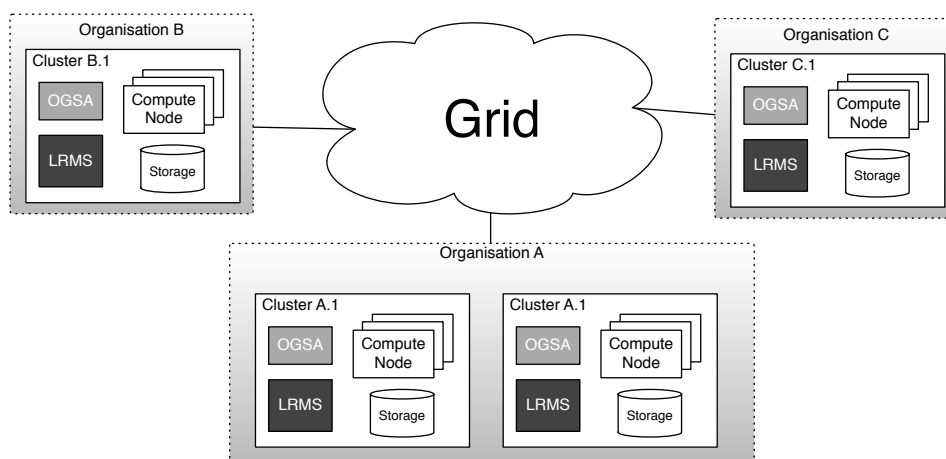 Organisation B
Cluster B.1
OGSA
Compute
Node
LRMS
Storage
Grid
Organisation C
Cluster C.1
OGSA
Compute
Node
LRMS
Storage
Organisation A
Cluster A.1
OGSA
Compute
Node
LRMS
Storage
Cluster A.1
OGSA
Compute
Node
LRMS
Storage